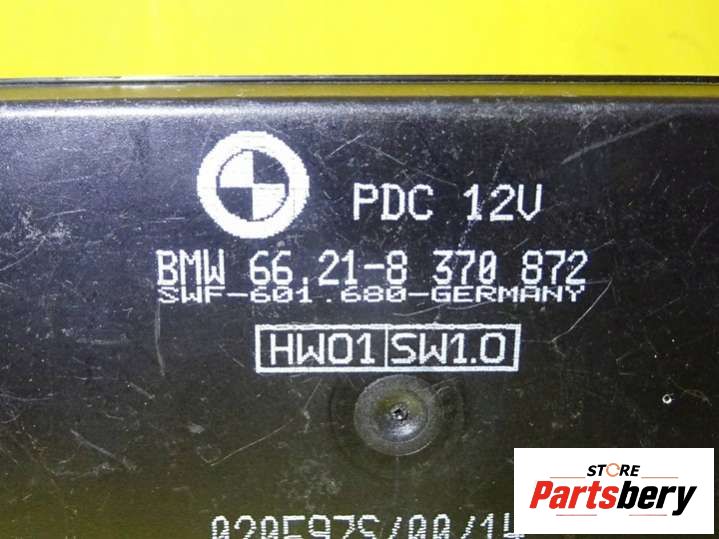 PDC 12V
BMW 66.21-8 370 872
SWF-601.680-GERMANY
HW01 SW1.0
STORE
Partsbery